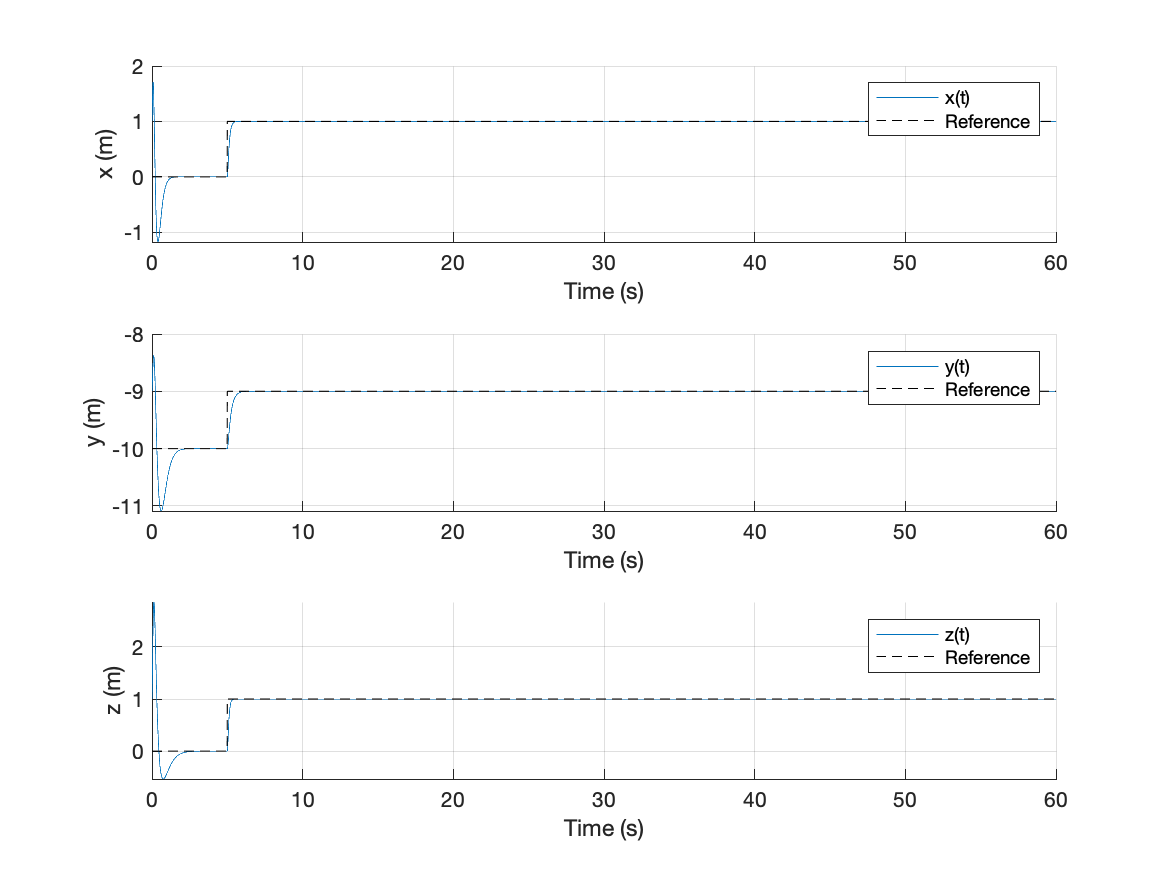 2
1
0
-1
x (m)
x(t)
Reference
0 10 20 30 40 50 60
Time (s)
-8
-9
-10
-11
y (m)
y(t)
Reference
0 10 20 30 40 50 60
Time (s)
2
1
0
z (m)
z(t)
Reference
0 10 20 30 40 50 60
Time (s)